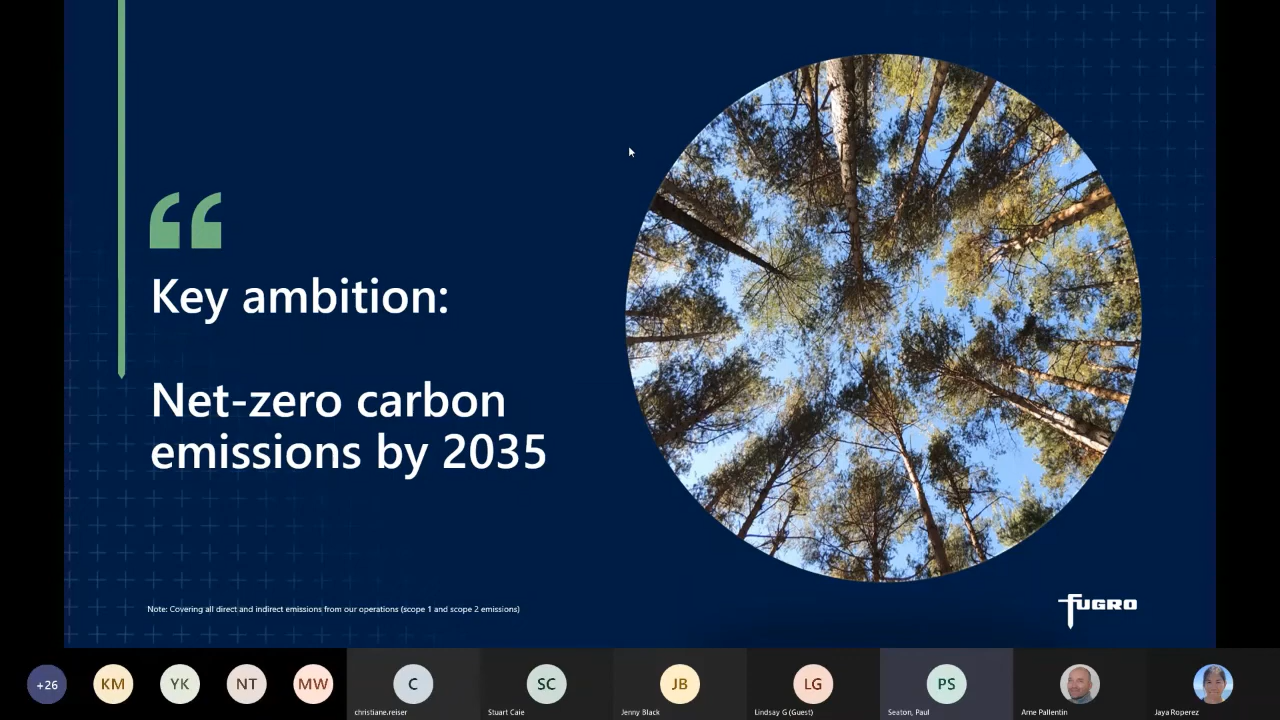 “
Key ambition:
Net-zero carbon
emissions by 2035
Note: Covering all direct and indirect emissions from our operations (scope 1 and scope 2 emissions)
FUGRO
+26
KM
YK
NT
MW
C
SC
JB
LG
PS
christiane.reiser
Stuart Caie
Jenny Black
Lindsay G (Guest)
Seaton, Paul
Arne Pallentin
Jaya Roperez